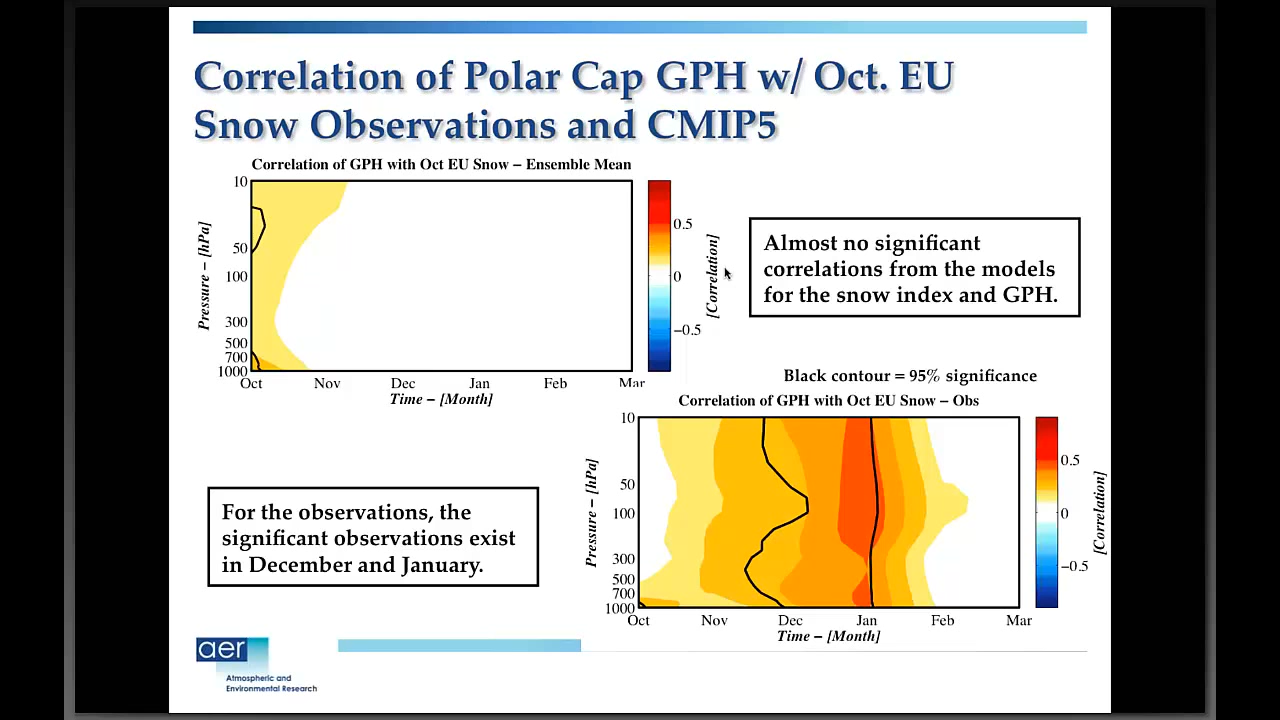 Correlation of Polar Cap GPH w/ Oct. EU
Snow Observations and CMIP5
Correlation of GPH with Oct EU Snow – Ensemble Mean
10
50
100
300
500
700
1000
Pressure – [hPa]
Oct Nov Dec Jan Feb Mar
Time – [Month]
0.5
0
–0.5
[Correlation]
Almost no significant
correlations from the models
for the snow index and GPH.
Black contour = 95% significance
Correlation of GPH with Oct EU Snow – Obs
10
50
100
300
500
700
1000
Pressure – [hPa]
Oct Nov Dec Jan Feb Mar
Time – [Month]
0.5
0
–0.5
[Correlation]
For the observations, the
significant observations exist
in December and January.
aer
Atmospheric and
Environmental Research